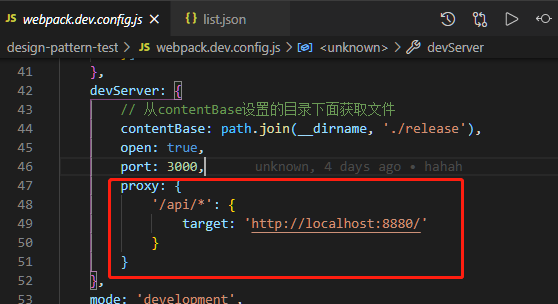 webpack.dev.config.js list.json
design-pattern-test > webpack.dev.config.js > <unknown> > devServer
41 },
42 devServer: {
43 // 从contentBase设置的目录下面获取文件
44 contentBase: path.join(__dirname, './release'),
45 open: true,
46 port: 3000, unknown, 4 days ago • hahah
47 proxy: {
48 '/api/*': {
49 target: 'http://localhost:8880/'
50 }
51 }
52 },
53 mode: 'development',